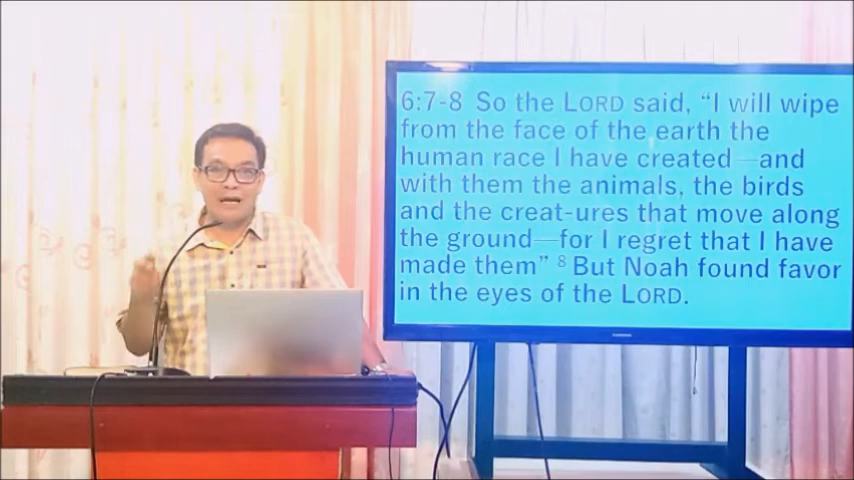 6:7-8 So the LORD said, “I will wipe
from the face of the earth the
human race I have created—and
with them the animals, the birds
and the creat-ures that move along
the ground—for I regret that I have
made them” 8 But Noah found favor
in the eyes of the LORD.